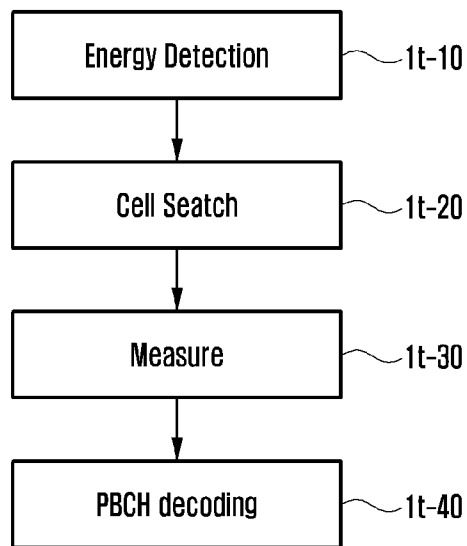 Energy Detection 1t-10
Cell Seatch 1t-20
Measure 1t-30
PBCH decoding 1t-40